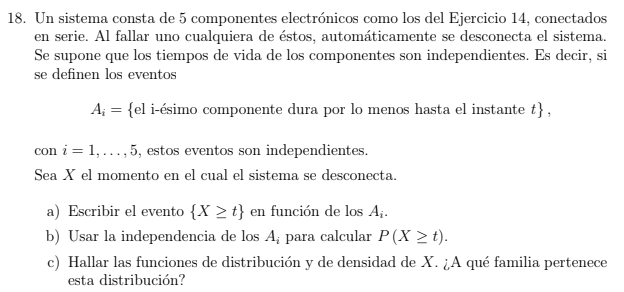 18. Un sistema consta de 5 componentes electrónicos como los del Ejercicio 14, conectados
en serie. Al fallar uno cualquiera de éstos, automáticamente se desconecta el sistema.
Se supone que los tiempos de vida de los componentes son independientes. Es decir, si
se definen los eventos
A_i = {el i-ésimo componente dura por lo menos hasta el instante t} ,
con i = 1, . . . , 5, estos eventos son independientes.
Sea X el momento en el cual el sistema se desconecta.
a) Escribir el evento {X ≥ t} en función de los A_i.
b) Usar la independencia de los A_i para calcular P (X ≥ t).
c) Hallar las funciones de distribución y de densidad de X. ¿A qué familia pertenece
esta distribución?